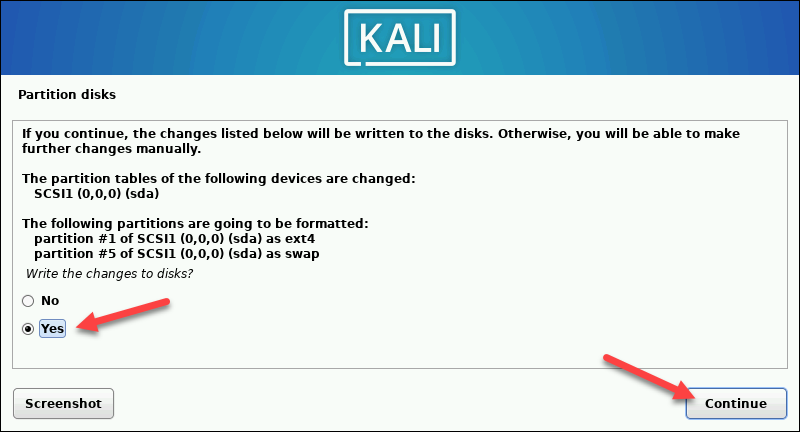 KALI
Partition disks
If you continue, the changes listed below will be written to the disks. Otherwise, you will be able to make
further changes manually.
The partition tables of the following devices are changed:
SCSI1 (0,0,0) (sda)
The following partitions are going to be formatted:
partition #1 of SCSI1 (0,0,0) (sda) as ext4
partition #5 of SCSI1 (0,0,0) (sda) as swap
Write the changes to disks?
No
Yes
Screenshot
Continue